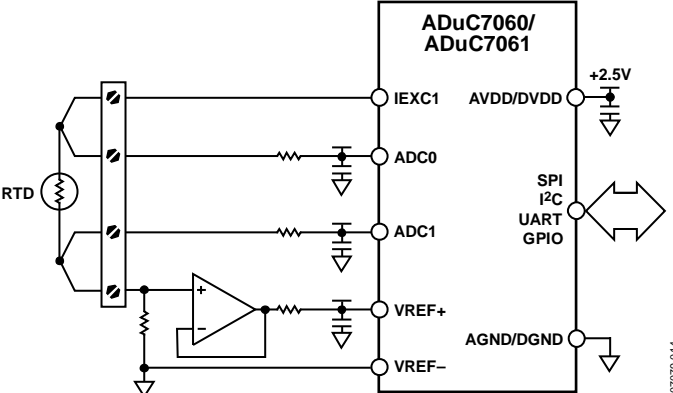 ADuC7060/
ADuC7061
+2.5V
IEXC1
AVDD/DVDD
ADC0
RTD
SPI
I²C
UART
GPIO
ADC1
+
−
VREF+
AGND/DGND
VREF–